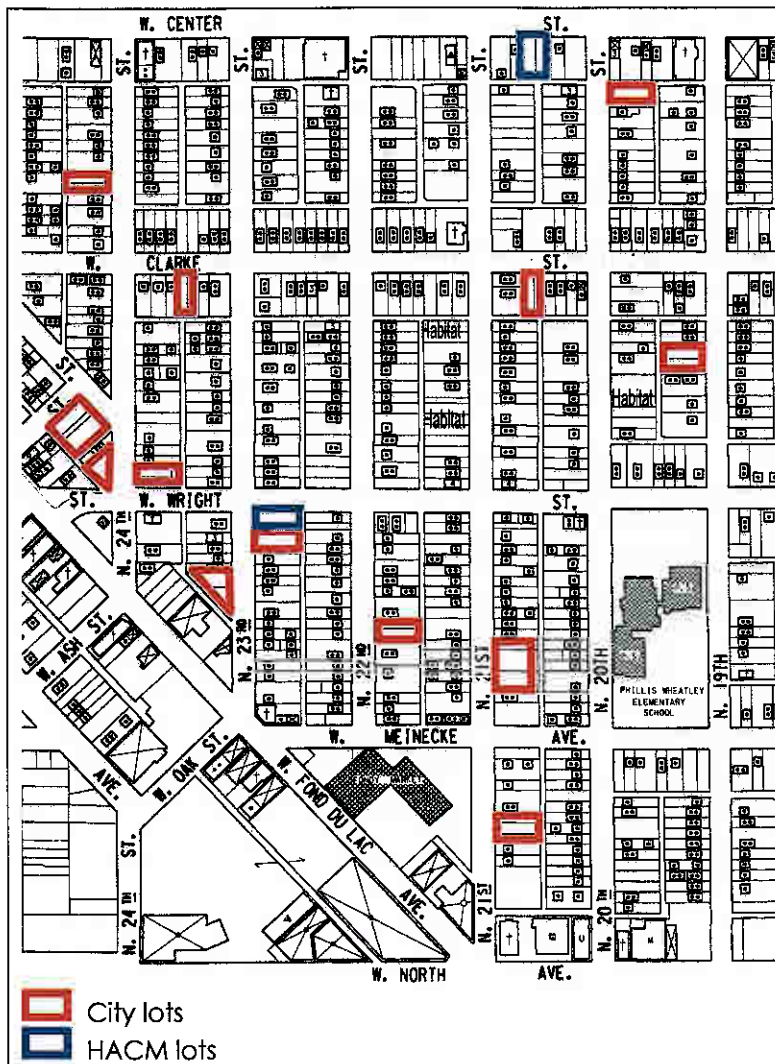 W. CENTER ST.
ST.
ST.
ST.
ST.
W. CLARKE ST.
Habitat
ST.
Habitat
Habitat
ST.
W. WRIGHT ST.
ST.
N. 24TH
N. 23RD
N. 22ND
N. 21ST
N. 20TH
N. 19TH
W. ASH ST.
PHILLIS WHEATLEY
ELEMENTARY
SCHOOL
W. MEINECKE AVE.
AVE.
W. OAK ST.
W. FOND DU LAC AVE.
N. 24TH ST.
N. 21ST
N. 20TH
ST.
ST.
W. NORTH AVE.
City lots
HACM lots